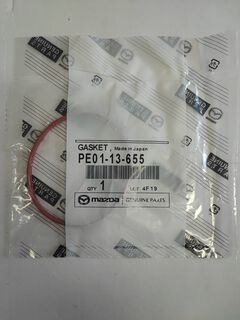 GASKET , Made in Japan
PE01-13-655
QTY 1 LOT 4F19
mazda GENUINE PARTS